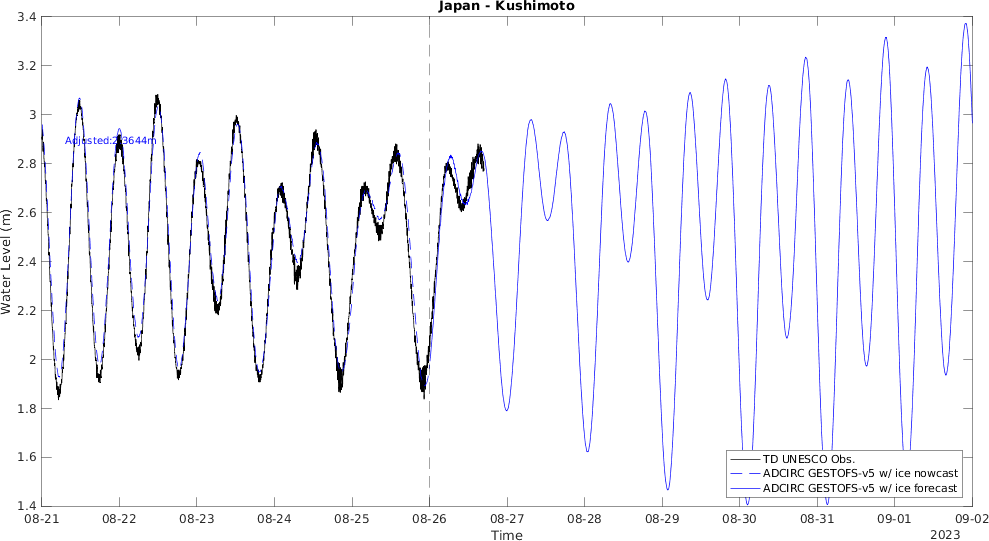 Japan - Kushimoto
3.4
3.2
3
2.8
2.6
2.4
2.2
2
1.8
1.6
1.4
Water Level (m)
Adjusted:2.3644m
TD UNESCO Obs.
ADCIRC GESTOFS-v5 w/ ice nowcast
ADCIRC GESTOFS-v5 w/ ice forecast
08-21 08-22 08-23 08-24 08-25 08-26 08-27 08-28 08-29 08-30 08-31 09-01 09-02
Time
2023